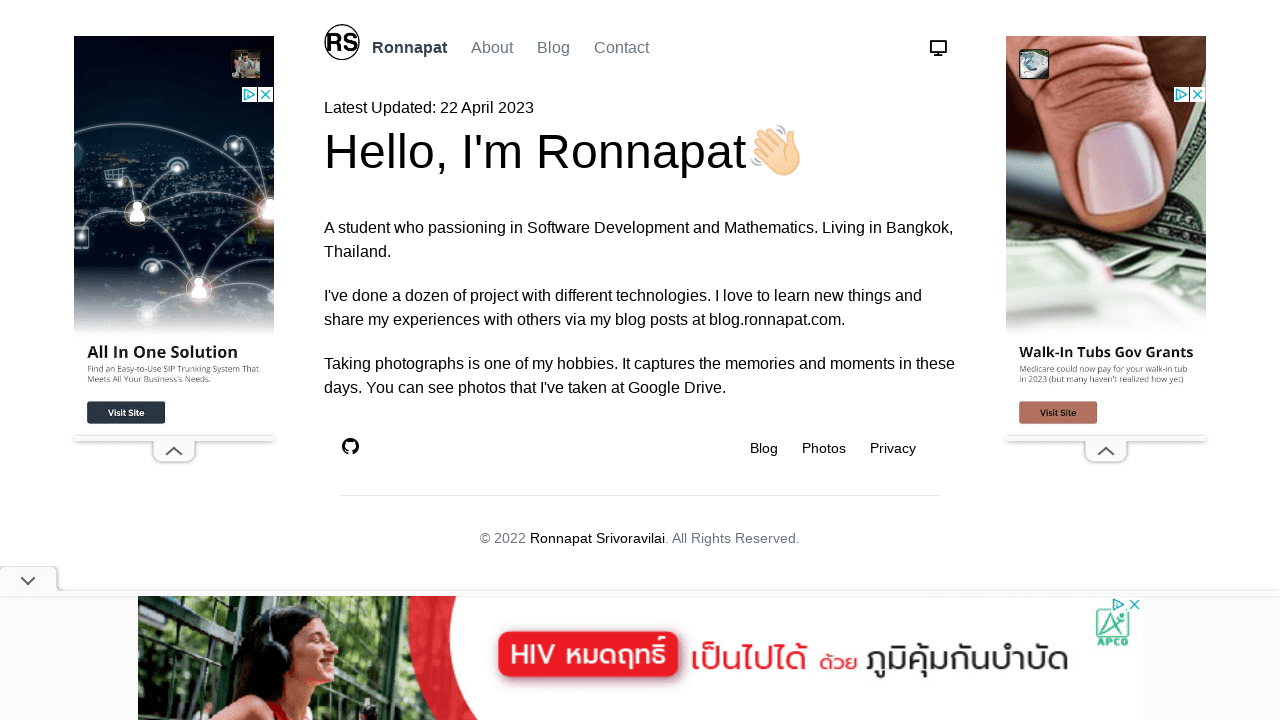 RS
Ronnapat
About
Blog
Contact
Latest Updated: 22 April 2023
Hello, I'm Ronnapat👋🏻
A student who passioning in Software Development and Mathematics. Living in Bangkok,
Thailand.
I've done a dozen of project with different technologies. I love to learn new things and
share my experiences with others via my blog posts at blog.ronnapat.com.
Taking photographs is one of my hobbies. It captures the memories and moments in these
days. You can see photos that I've taken at Google Drive.
Blog
Photos
Privacy
© 2022 Ronnapat Srivoravilai. All Rights Reserved.
All In One Solution
Find an Easy-to-Use SIP Trunking System That
Meets All Your Business's Needs.
Visit Site
Walk-In Tubs Gov Grants
Medicare could now pay for your walk-in tub
in 2023 (but many haven't realized how yet)
Visit Site
HIV หมดฤทธิ์ เป็นไปได้ ด้วย ภูมิคุ้มกันบำบัด
APCO